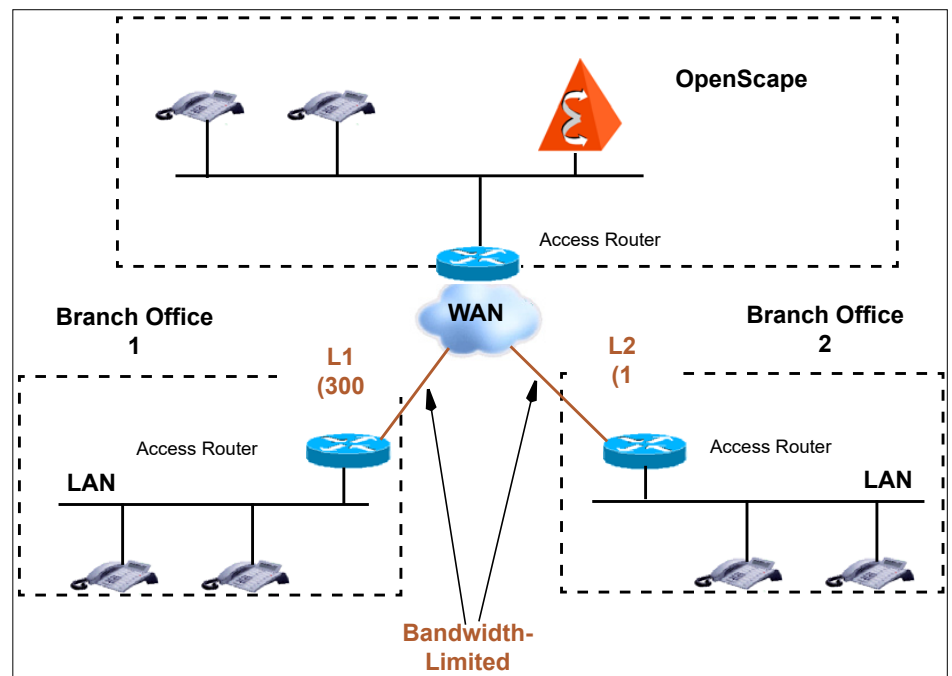 OpenScape
Access Router
WAN
Branch Office
1
Branch Office
2
L1
(300
L2
(1
Access Router
LAN
Access Router
LAN
Bandwidth-
Limited